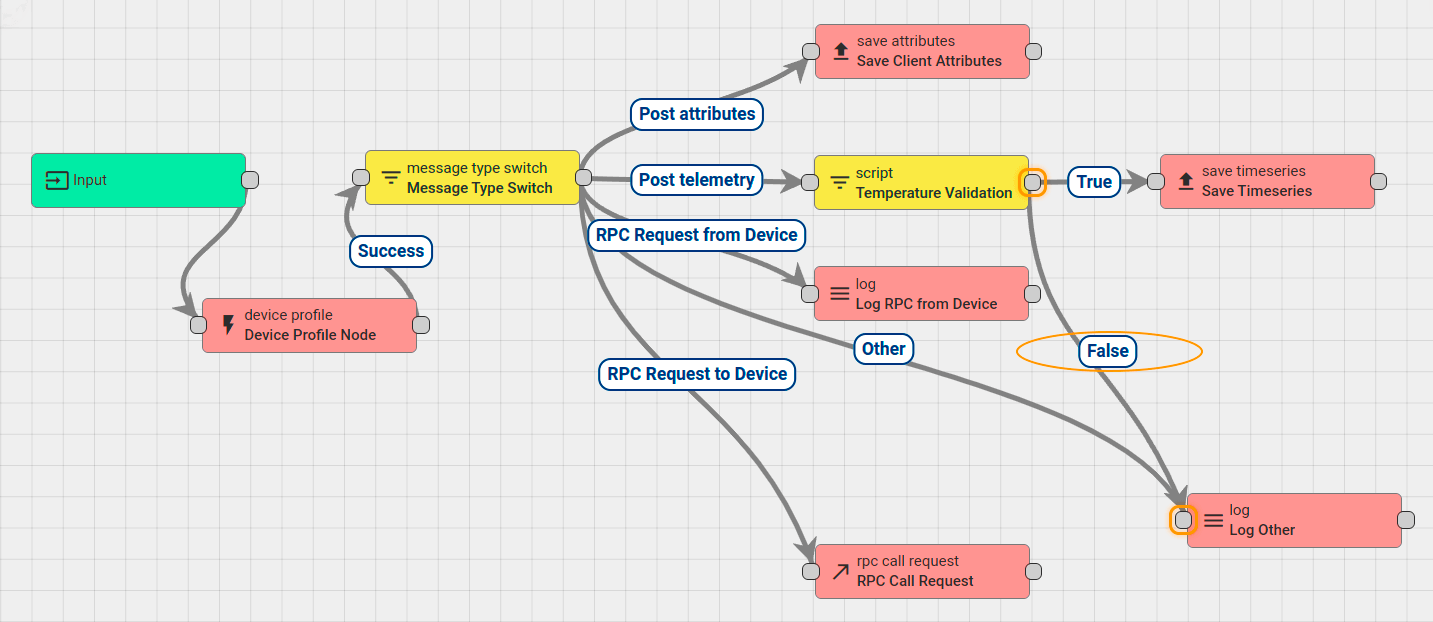 save attributes
Save Client Attributes
Post attributes
Input
message type switch
Message Type Switch
Post telemetry
script
Temperature Validation
True
save timeseries
Save Timeseries
Success
RPC Request from Device
device profile
Device Profile Node
log
Log RPC from Device
Other
False
RPC Request to Device
log
Log Other
rpc call request
RPC Call Request